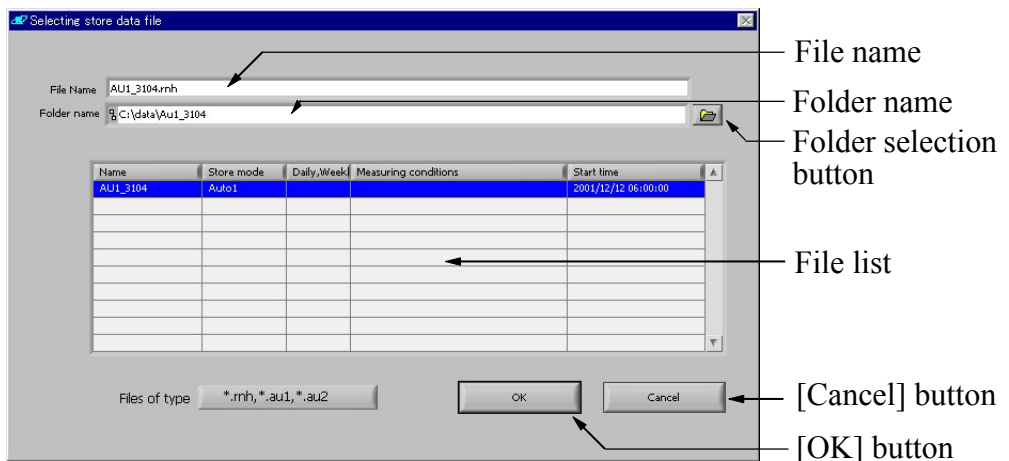 Selecting store data file
File name
File Name AU1_3104.rnh
Folder name C:\data\Au1_3104
Folder name
Folder selection
button
Name Store mode Daily,Weekl Measuring conditions Start time
AU1_3104 Auto1 2001/12/12 06:00:00
File list
Files of type *.rnh,*.au1,*.au2 OK Cancel
[Cancel] button
[OK] button